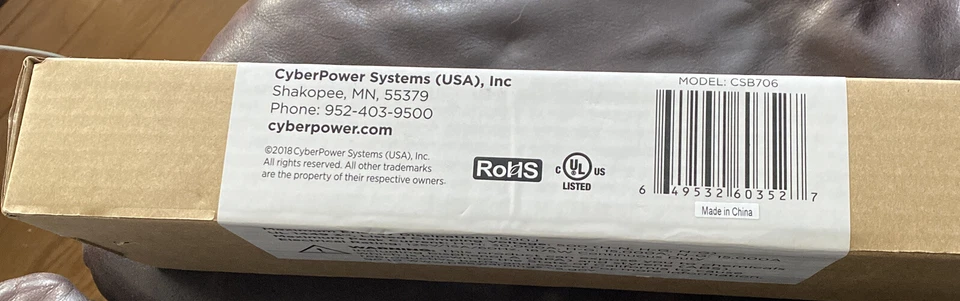 CyberPower Systems (USA), Inc
Shakopee, MN, 55379
Phone: 952-403-9500
cyberpower.com
©2018 CyberPower Systems (USA), Inc.
All rights reserved. All other trademarks
are the property of their respective owners.
RoHS
c UL US
LISTED
MODEL: CSB706
6 49532 60352 7
Made in China
WARNING: